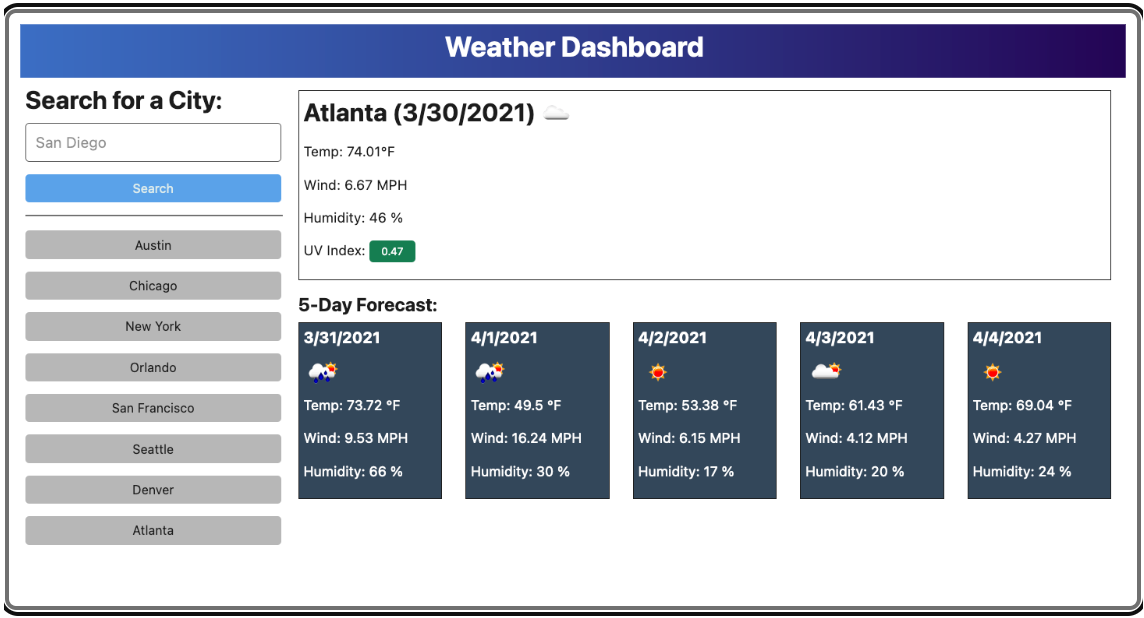 Weather Dashboard
Search for a City:
San Diego
Search
Austin
Chicago
New York
Orlando
San Francisco
Seattle
Denver
Atlanta
Atlanta (3/30/2021)
Temp: 74.01°F
Wind: 6.67 MPH
Humidity: 46 %
UV Index: 0.47
5-Day Forecast:
3/31/2021
Temp: 73.72 °F
Wind: 9.53 MPH
Humidity: 66 %
4/1/2021
Temp: 49.5 °F
Wind: 16.24 MPH
Humidity: 30 %
4/2/2021
Temp: 53.38 °F
Wind: 6.15 MPH
Humidity: 17 %
4/3/2021
Temp: 61.43 °F
Wind: 4.12 MPH
Humidity: 20 %
4/4/2021
Temp: 69.04 °F
Wind: 4.27 MPH
Humidity: 24 %